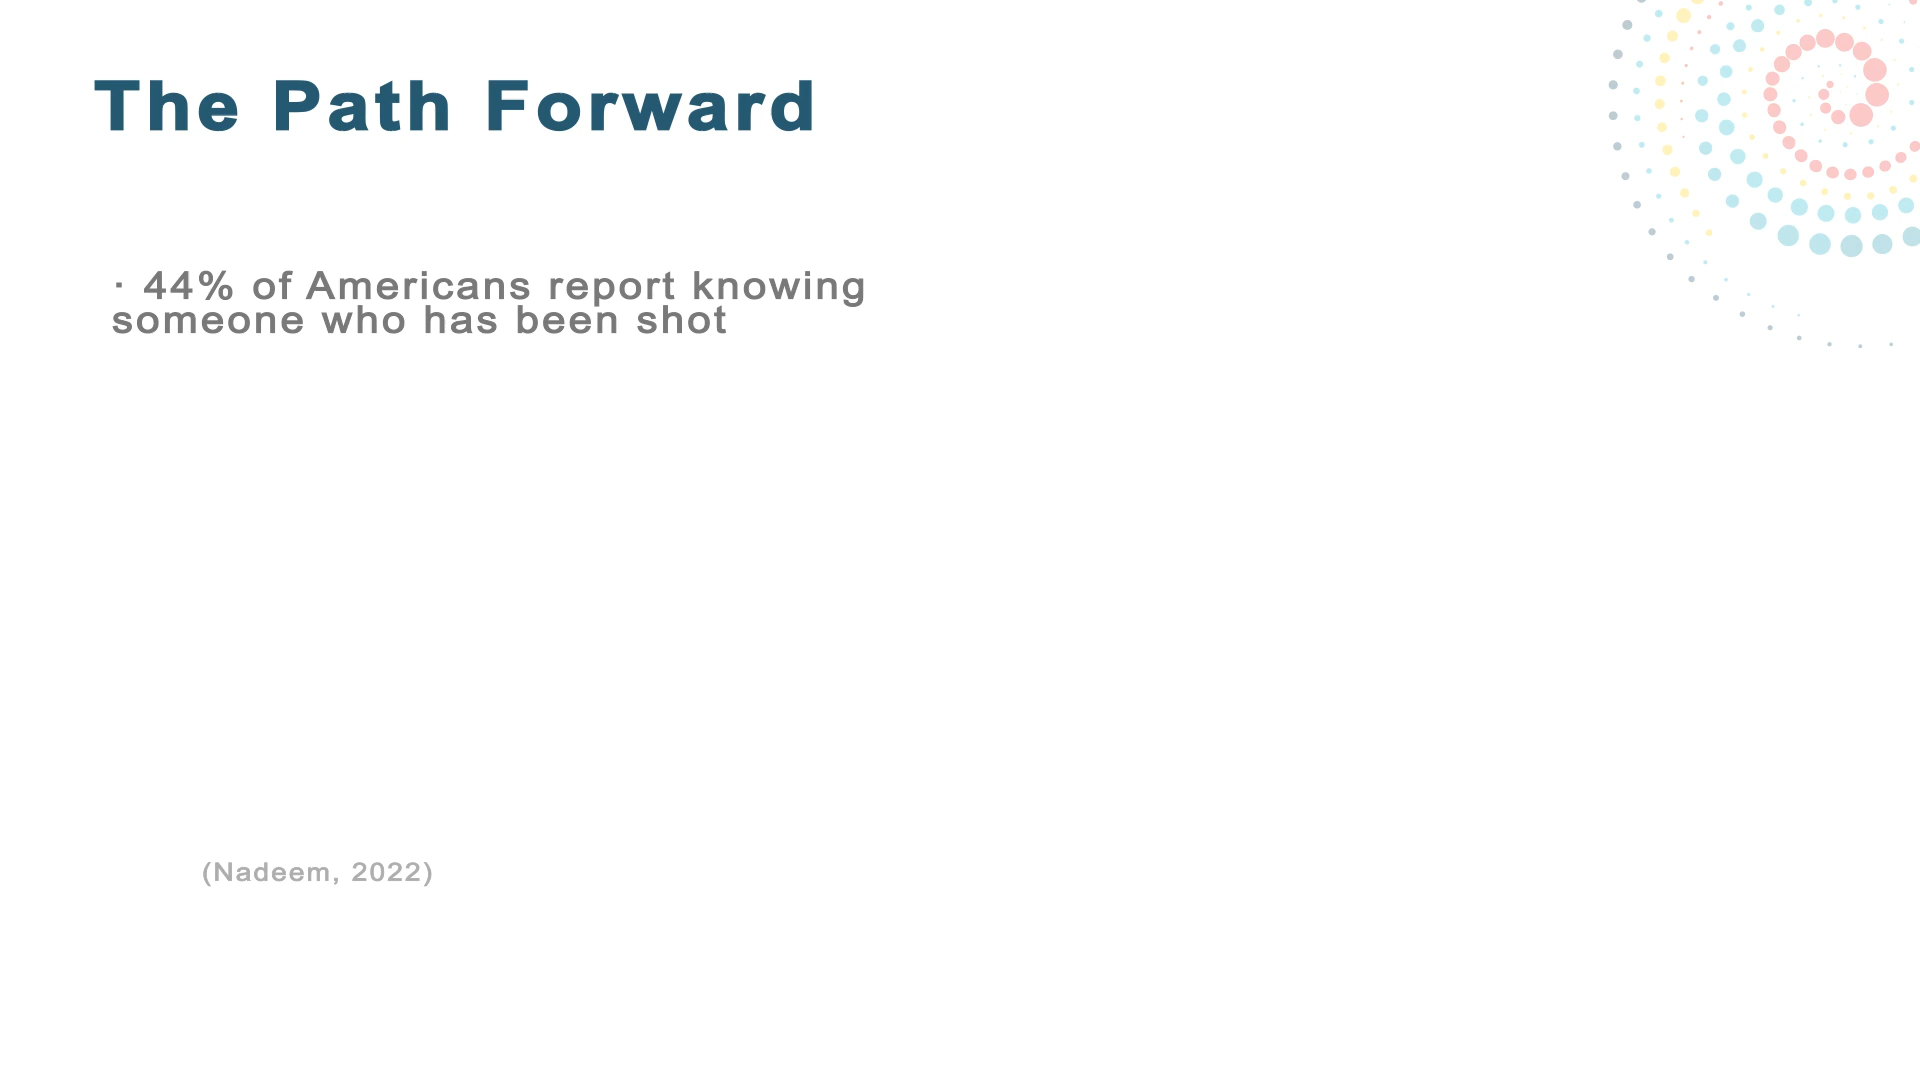 The Path Forward
· 44% of Americans report knowing
someone who has been shot
(Nadeem, 2022)